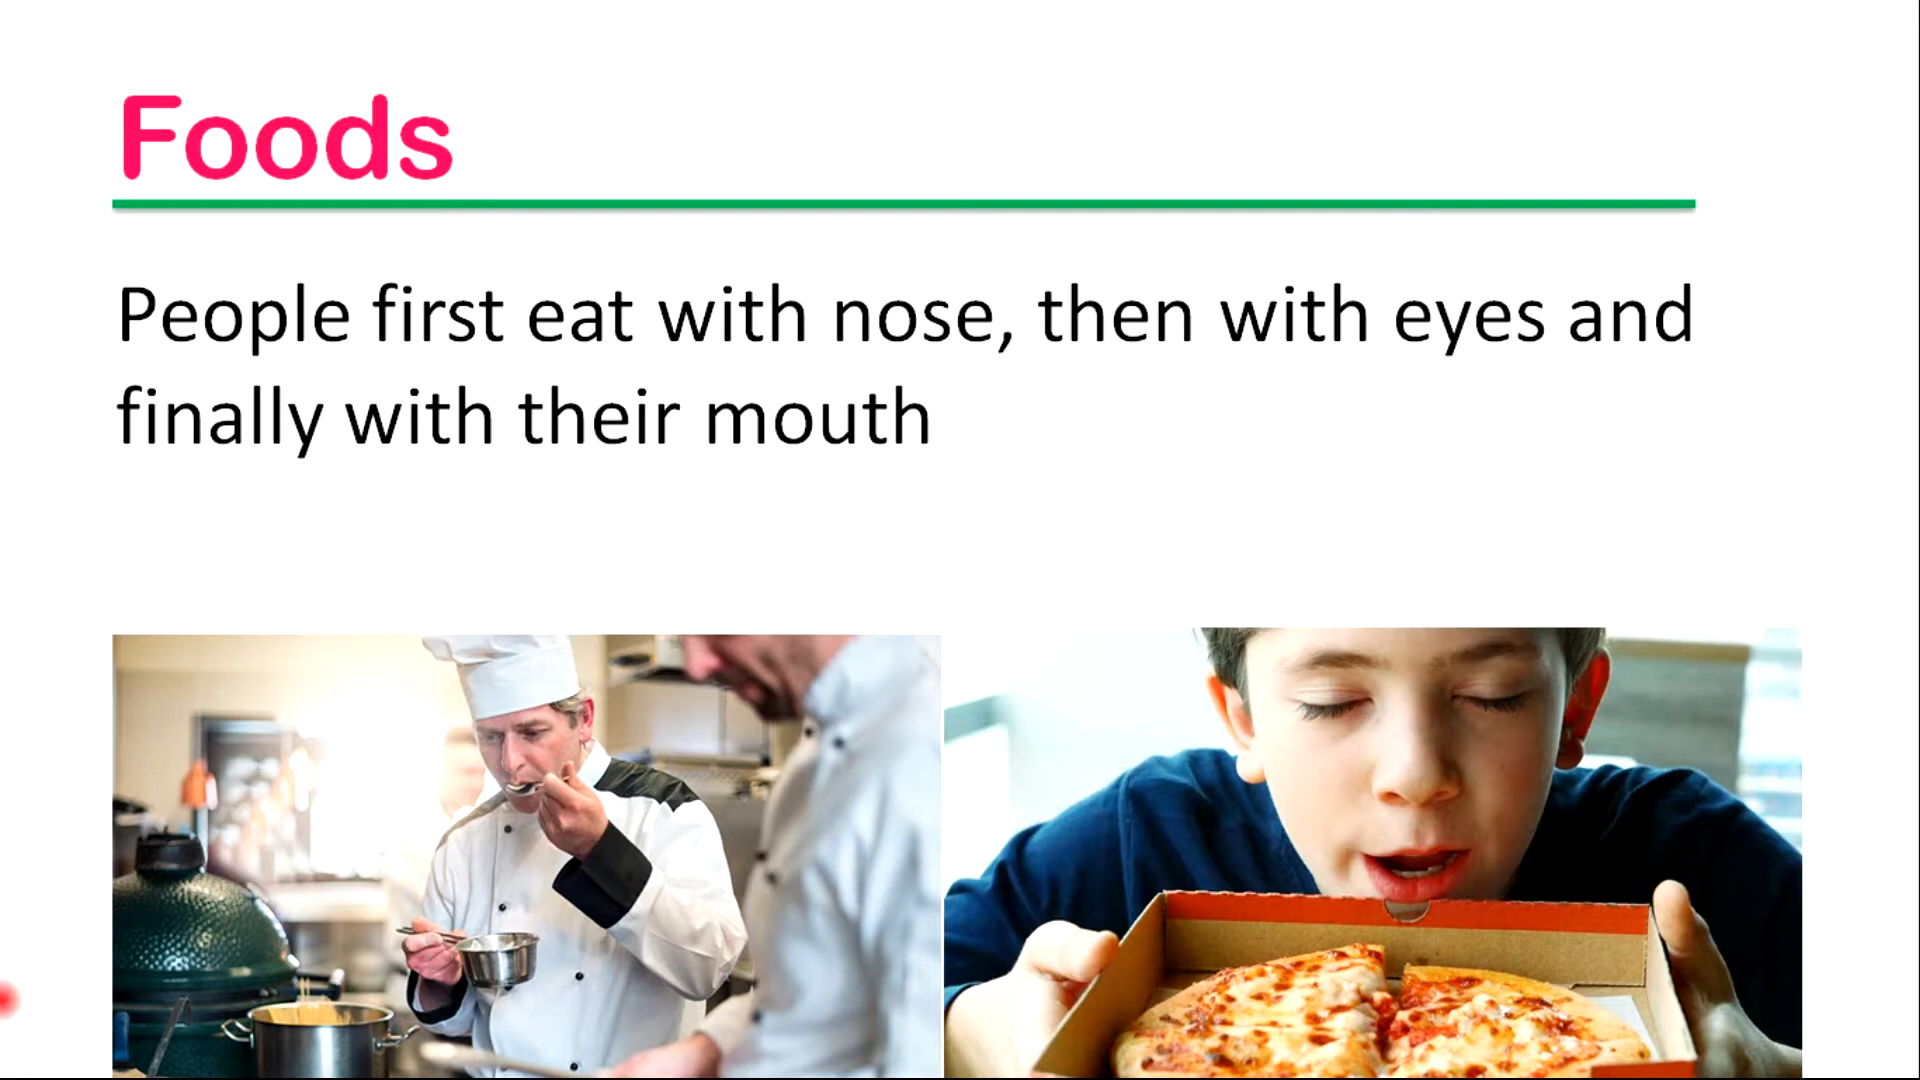 Foods
People first eat with nose, then with eyes and
finally with their mouth